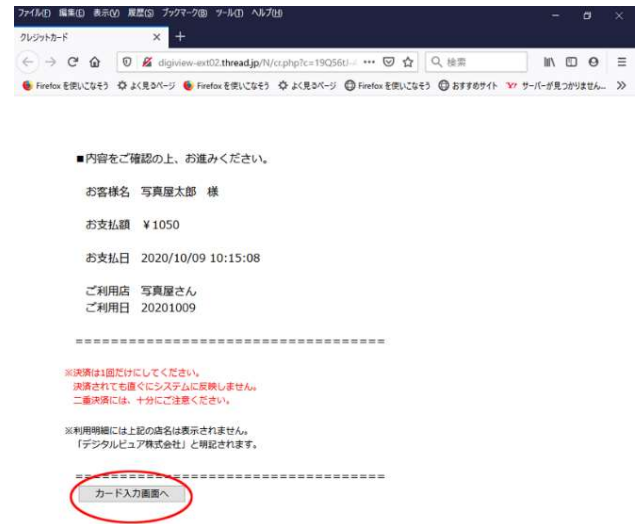 ファイル(F) 編集(E) 表示(V) 履歴(S) ブックマーク(B) ツール(T) ヘルプ(H)
クレジットカード
digiview-ext02.thread.jp/N/cr.php?c=19Q56t
検索
Firefox を使いこなそう よく見るページ Firefox を使いこなそう よく見るページ Firefox を使いこなそう おすすめサイト サーバーが見つかりません...
■内容をご確認の上、お進みください。
お客様名 写真屋太郎 様
お支払額 ¥1050
お支払日 2020/10/09 10:15:08
ご利用店 写真屋さん
ご利用日 20201009
===================================
※決済は1回だけにしてください。
決済されても直ぐにシステムに反映しません。
二重決済には、十分にご注意ください。
※利用明細には上記の店名は表示されません。
「デジタルビュア株式会社」と明記されます。
===================================
カード入力画面へ